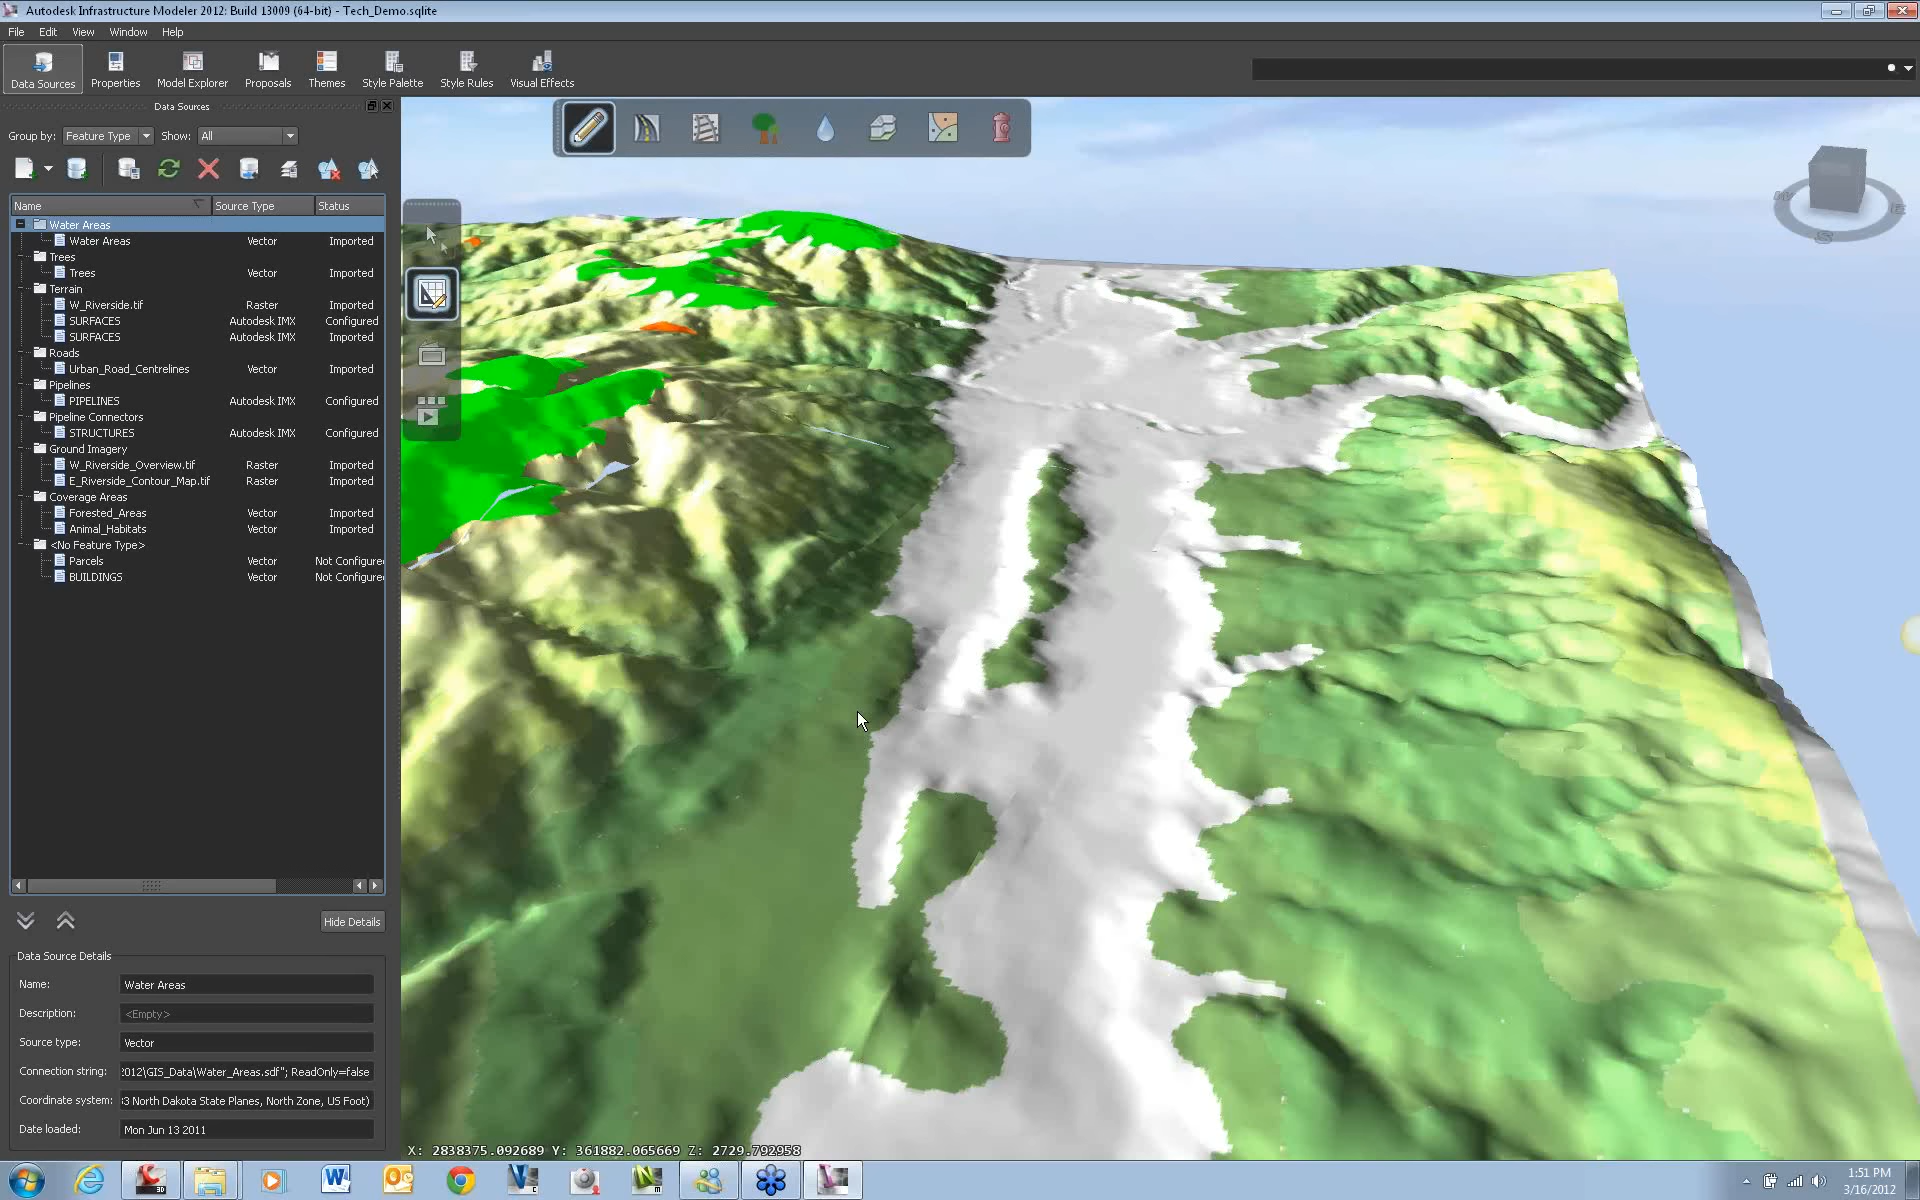 Autodesk Infrastructure Modeler 2012: Build 13009 (64-bit) - Tech_Demo.sqlite
File Edit View Window Help
Data Sources Properties Model Explorer Proposals Themes Style Palette Style Rules Visual Effects
Data Sources
Group by: Feature Type Show: All
Name Source Type Status
Water Areas
Water Areas Vector Imported
Trees
Trees Vector Imported
Terrain
W_Riverside.tif Raster Imported
SURFACES Autodesk IMX Configured
SURFACES Autodesk IMX Imported
Roads
Urban_Road_Centrelines Vector Imported
Pipelines
PIPELINES Autodesk IMX Configured
Pipeline Connectors
STRUCTURES Autodesk IMX Configured
Ground Imagery
W_Riverside_Overview.tif Raster Imported
E_Riverside_Contour_Map.tif Raster Imported
Coverage Areas
Forested_Areas Vector Imported
Animal_Habitats Vector Imported
<No Feature Type>
Parcels Vector Not Configure
BUILDINGS Vector Not Configure
Hide Details
Data Source Details
Name: Water Areas
Description: <Empty>
Source type: Vector
Connection string: 2012\GIS_Data\Water_Areas.sdf"; ReadOnly=false
Coordinate system: 3 North Dakota State Planes, North Zone, US Foot)
Date loaded: Mon Jun 13 2011
S
E
X: 2838375.092689 Y: 361882.065669 Z: 2729.792958
1:51 PM
3/16/2012